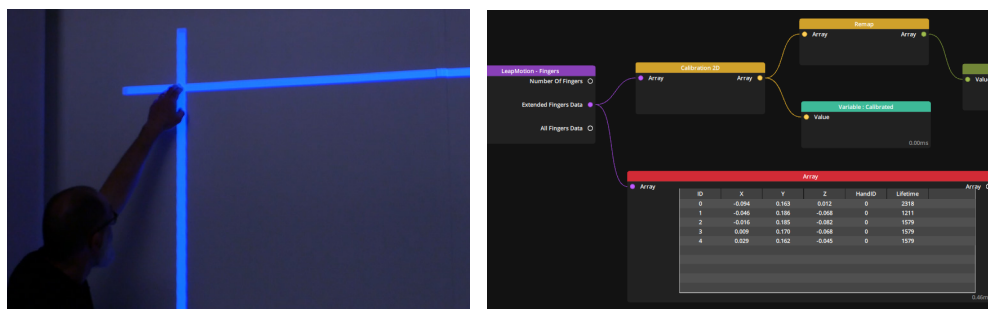 Remap
Array Array
LeapMotion - Fingers
Number Of Fingers
Extended Fingers Data
All Fingers Data
Calibration 2D
Array Array
Value
Variable : Calibrated
Value
0.00ms
Array
Array Array
ID X Y Z HandID Lifetime
0 -0.094 0.163 0.012 0 2318
1 -0.046 0.186 -0.068 0 1211
2 -0.016 0.185 -0.082 0 1579
3 0.009 0.170 -0.068 0 1579
4 0.029 0.162 -0.045 0 1579